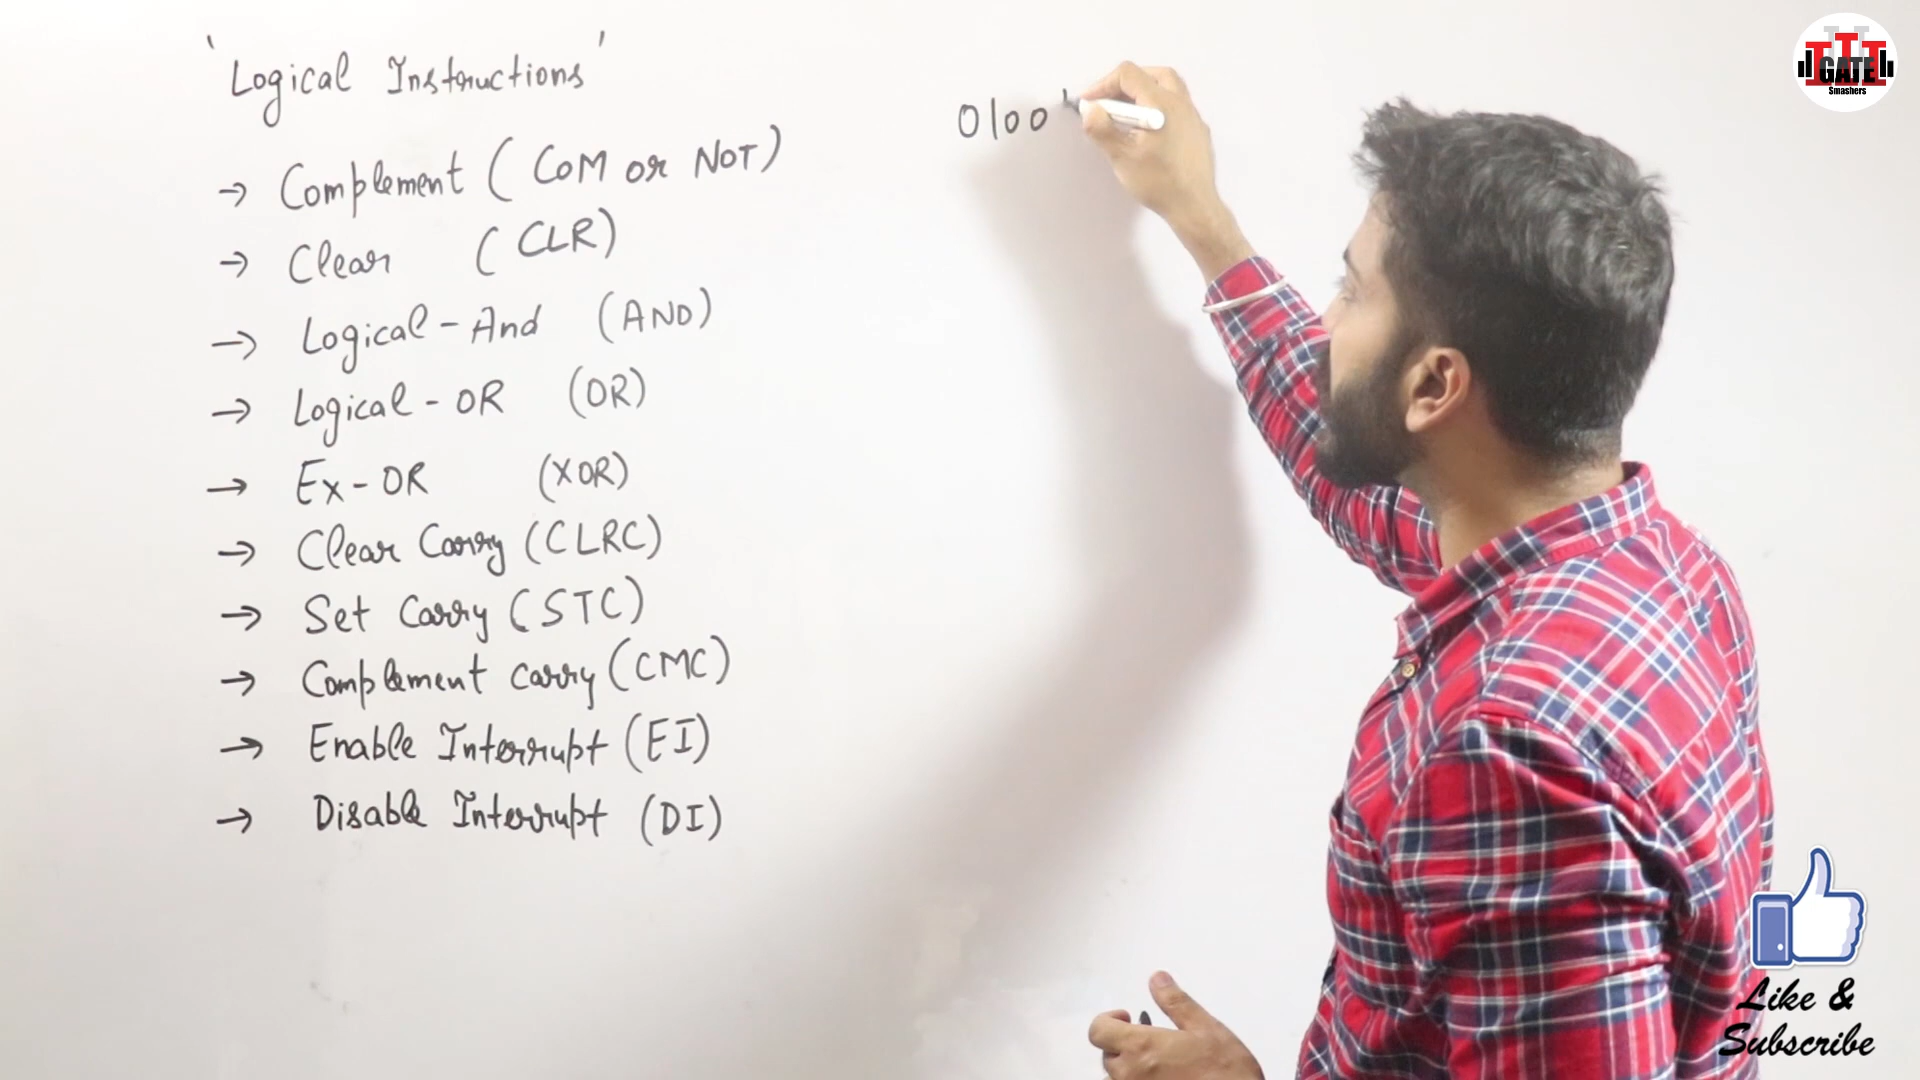 'Logical Instructions'
→ Complement (COM or NOT)
→ Clear (CLR)
→ Logical-And (AND)
→ Logical-OR (OR)
→ Ex-OR (XOR)
→ Clear Carry (CLRC)
→ Set Carry (STC)
→ Complement carry (CMC)
→ Enable Interrupt (EI)
→ Disable Interrupt (DI)
0100
GATE
Smashers
Like &
Subscribe